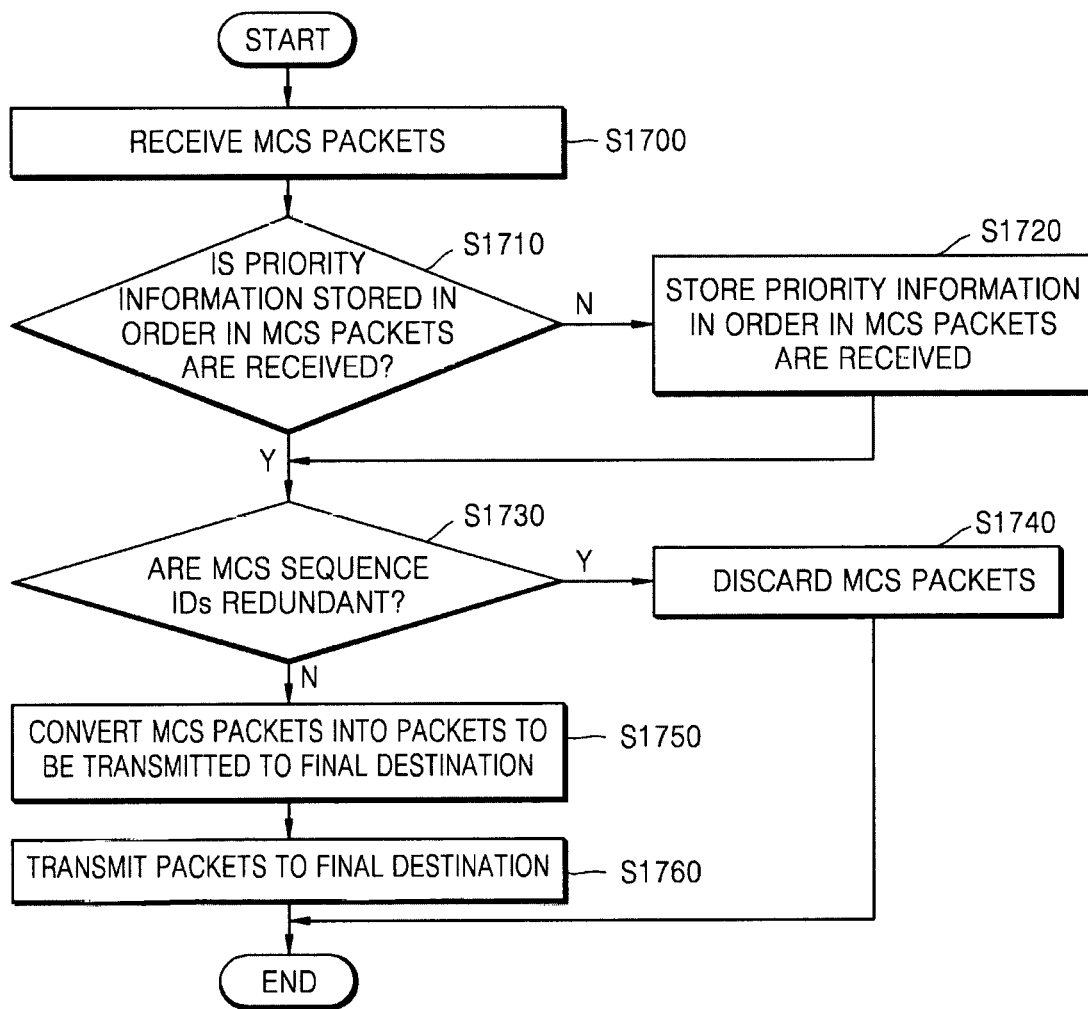 START
RECEIVE MCS PACKETS
S1700
S1710
IS PRIORITY
INFORMATION STORED IN
ORDER IN MCS PACKETS
ARE RECEIVED?
N
S1720
STORE PRIORITY INFORMATION
IN ORDER IN MCS PACKETS
ARE RECEIVED.
Y
S1730
ARE MCS SEQUENCE
IDs REDUNDANT?
Y
S1740
DISCARD MCS PACKETS
N
CONVERT MCS PACKETS INTO PACKETS TO
BE TRANSMITTED TO FINAL DESTINATION
S1750
TRANSMIT PACKETS TO FINAL DESTINATION
S1760
END